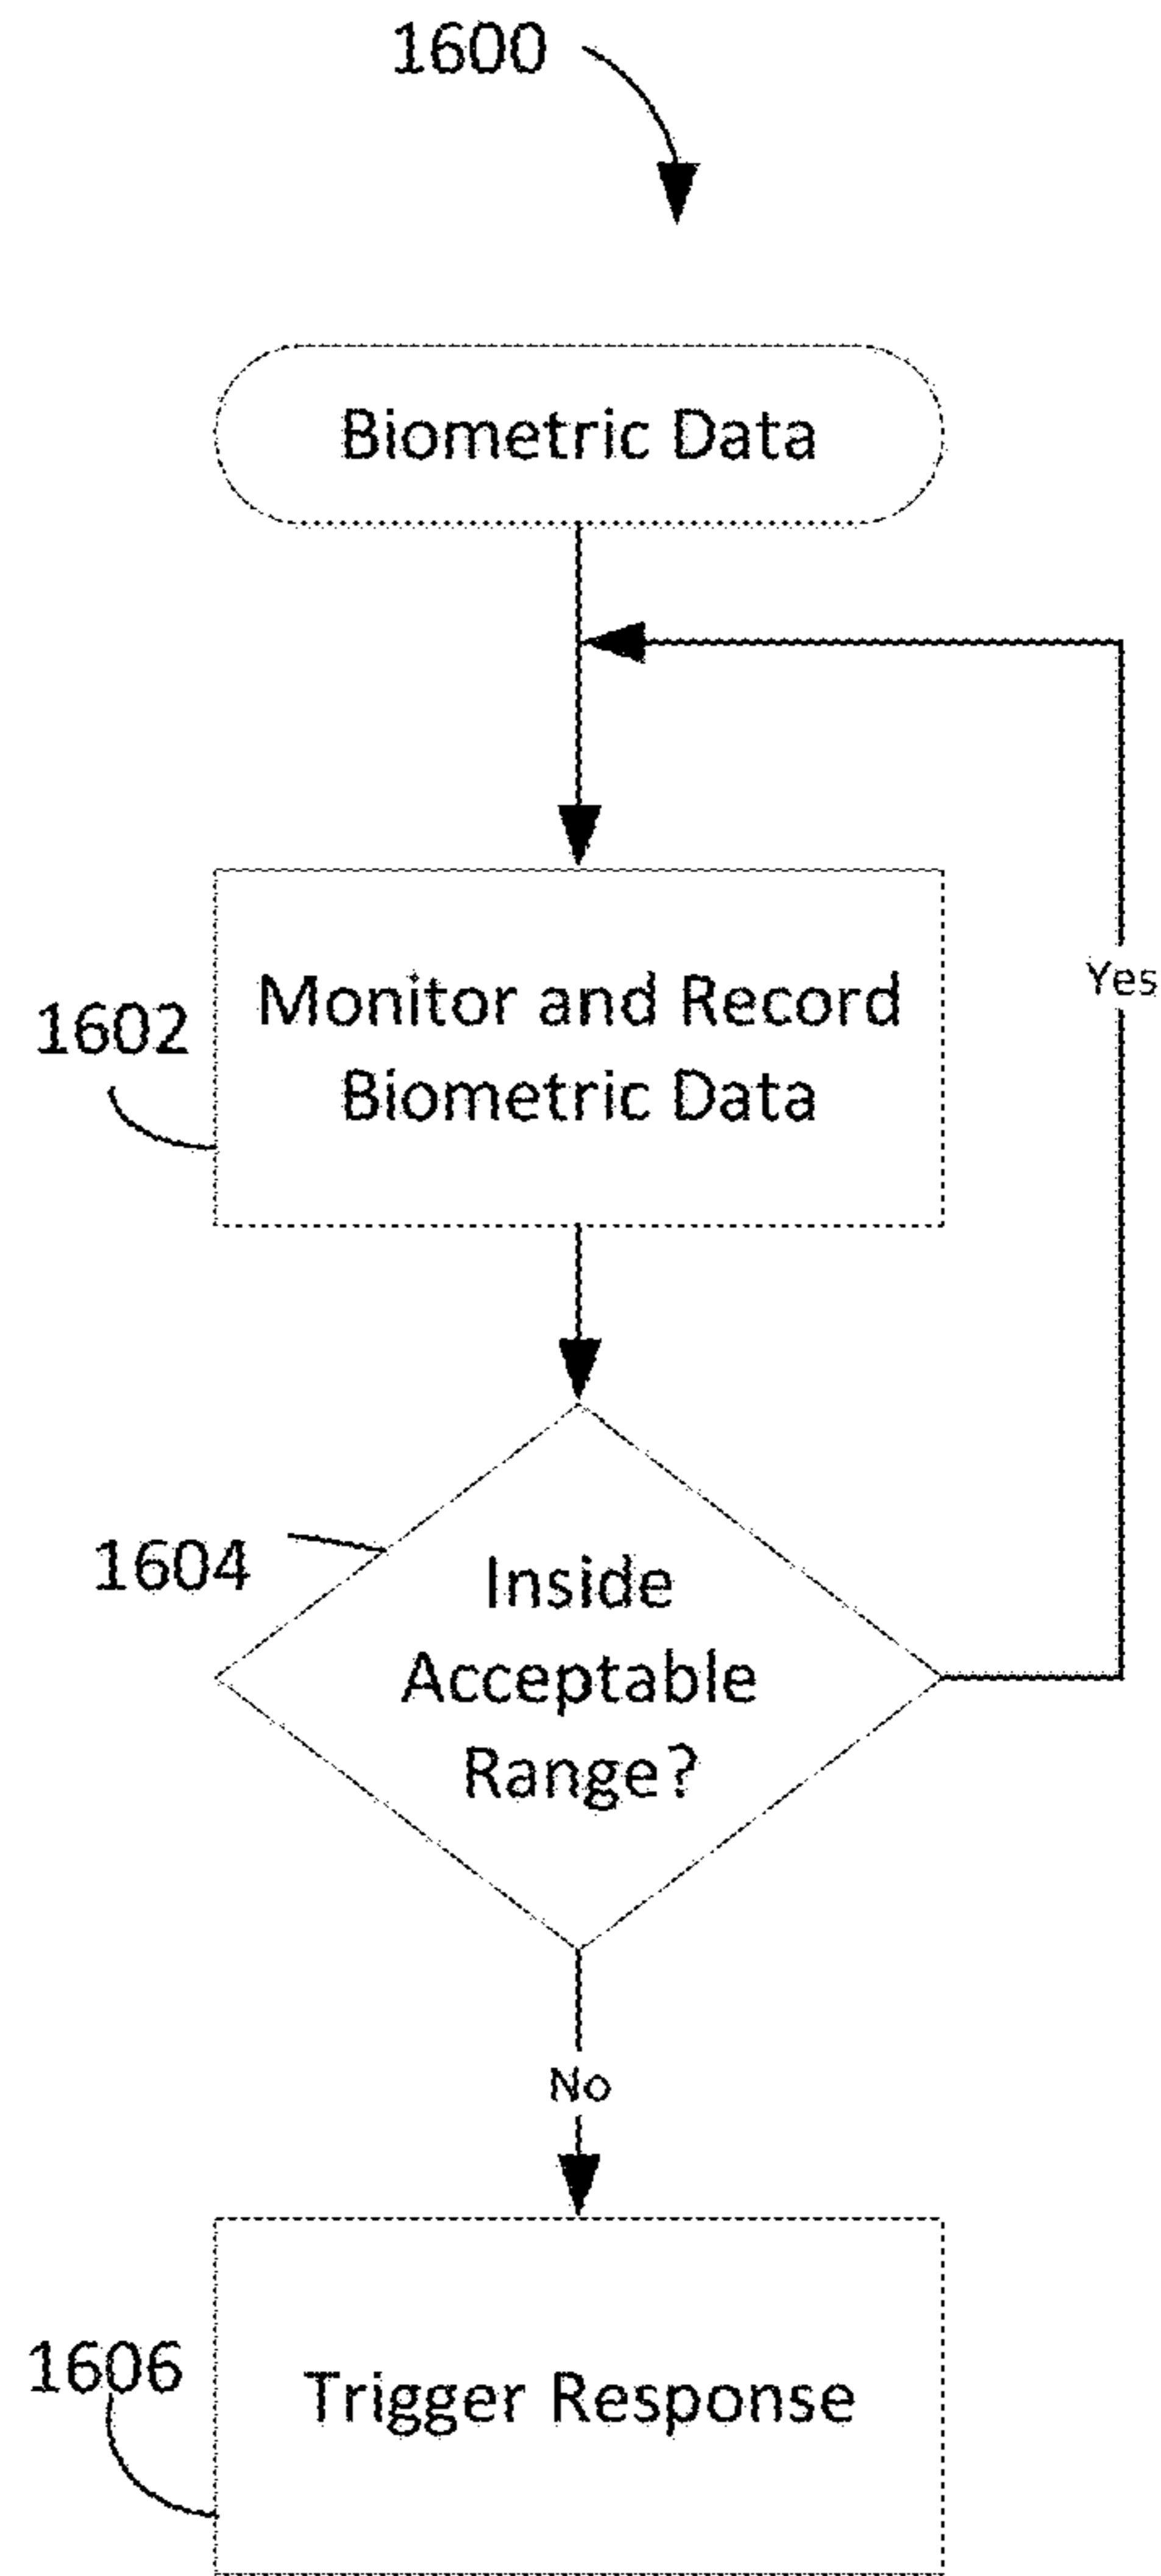 1600
Biometric Data
Yes
1602
Monitor and Record
Biometric Data
1604
Inside
Acceptable
Range?
No
1606
Trigger Response